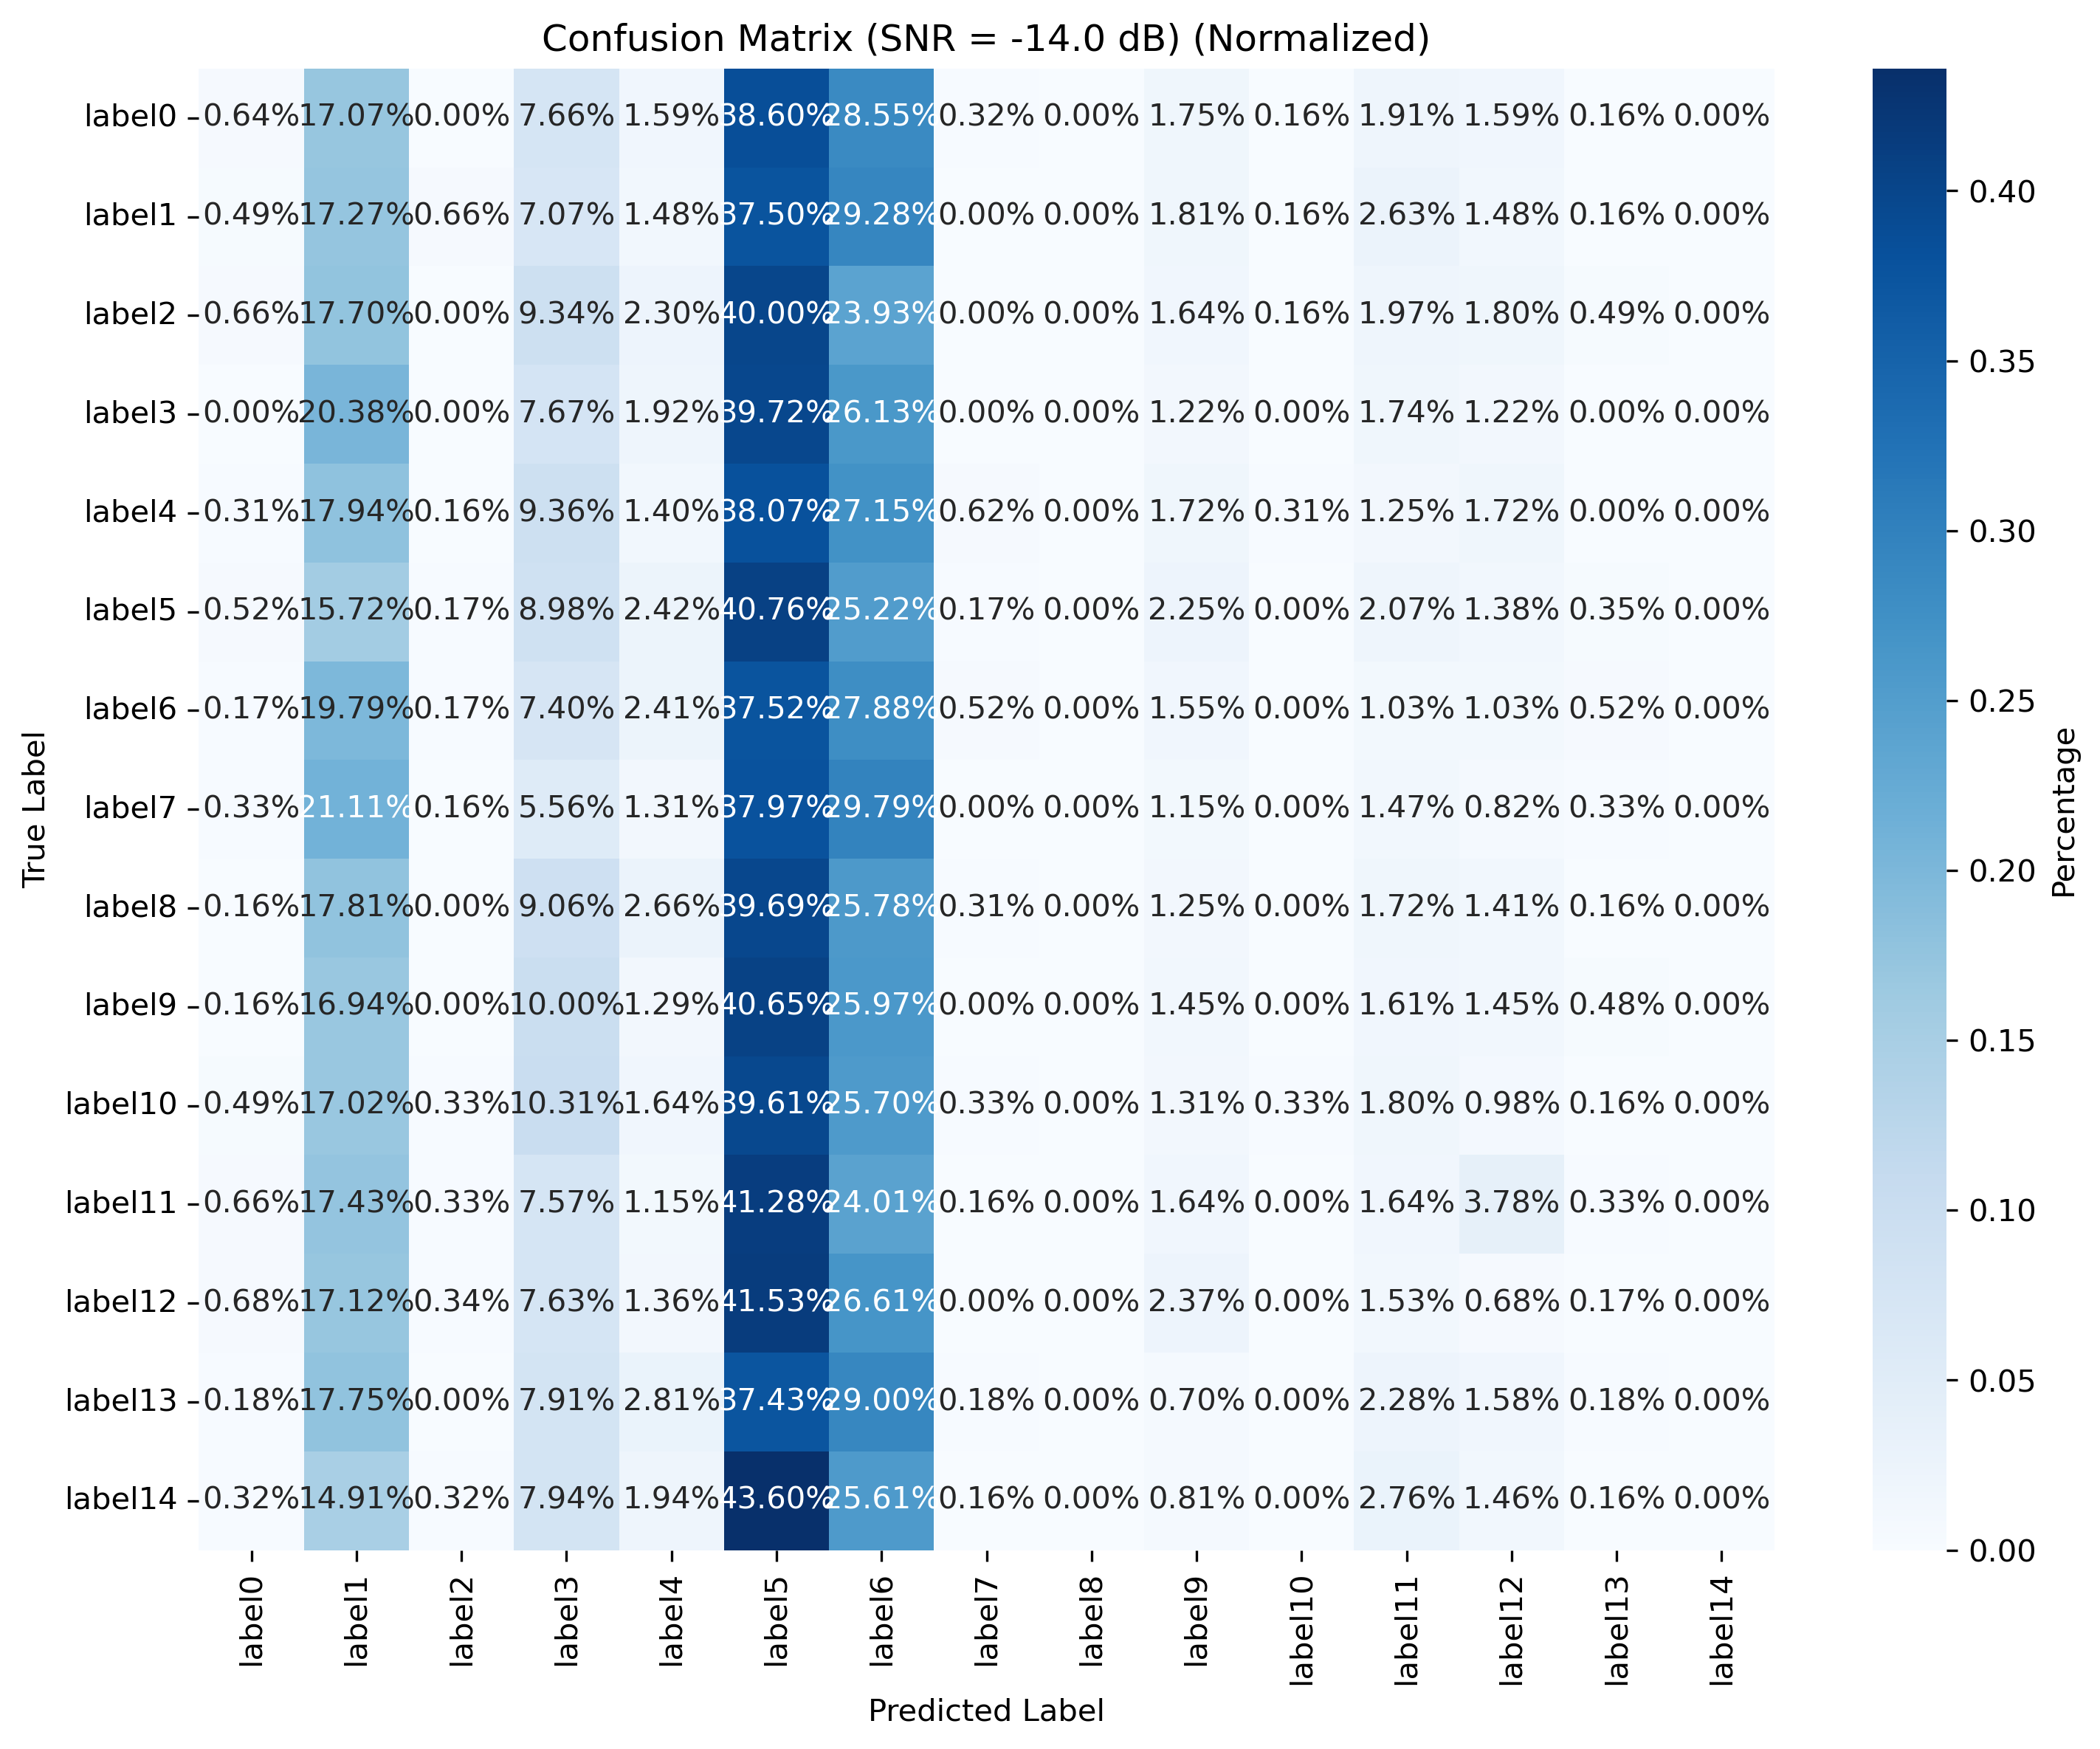 Confusion Matrix (SNR = -14.0 dB) (Normalized)
label0 0.64% 17.07% 0.00% 7.66% 1.59% 38.60% 28.55% 0.32% 0.00% 1.75% 0.16% 1.91% 1.59% 0.16% 0.00%
label1 0.49% 17.27% 0.66% 7.07% 1.48% 37.50% 29.28% 0.00% 0.00% 1.81% 0.16% 2.63% 1.48% 0.16% 0.00%
label2 0.66% 17.70% 0.00% 9.34% 2.30% 40.00% 23.93% 0.00% 0.00% 1.64% 0.16% 1.97% 1.80% 0.49% 0.00%
label3 0.00% 20.38% 0.00% 7.67% 1.92% 39.72% 26.13% 0.00% 0.00% 1.22% 0.00% 1.74% 1.22% 0.00% 0.00%
label4 0.31% 17.94% 0.16% 9.36% 1.40% 38.07% 27.15% 0.62% 0.00% 1.72% 0.31% 1.25% 1.72% 0.00% 0.00%
label5 0.52% 15.72% 0.17% 8.98% 2.42% 40.76% 25.22% 0.17% 0.00% 2.25% 0.00% 2.07% 1.38% 0.35% 0.00%
label6 0.17% 19.79% 0.17% 7.40% 2.41% 37.52% 27.88% 0.52% 0.00% 1.55% 0.00% 1.03% 1.03% 0.52% 0.00%
label7 0.33% 21.11% 0.16% 5.56% 1.31% 37.97% 29.79% 0.00% 0.00% 1.15% 0.00% 1.47% 0.82% 0.33% 0.00%
label8 0.16% 17.81% 0.00% 9.06% 2.66% 39.69% 25.78% 0.31% 0.00% 1.25% 0.00% 1.72% 1.41% 0.16% 0.00%
label9 0.16% 16.94% 0.00% 10.00% 1.29% 40.65% 25.97% 0.00% 0.00% 1.45% 0.00% 1.61% 1.45% 0.48% 0.00%
label10 0.49% 17.02% 0.33% 10.31% 1.64% 39.61% 25.70% 0.33% 0.00% 1.31% 0.33% 1.80% 0.98% 0.16% 0.00%
label11 0.66% 17.43% 0.33% 7.57% 1.15% 41.28% 24.01% 0.16% 0.00% 1.64% 0.00% 1.64% 3.78% 0.33% 0.00%
label12 0.68% 17.12% 0.34% 7.63% 1.36% 41.53% 26.61% 0.00% 0.00% 2.37% 0.00% 1.53% 0.68% 0.17% 0.00%
label13 0.18% 17.75% 0.00% 7.91% 2.81% 37.43% 29.00% 0.18% 0.00% 0.70% 0.00% 2.28% 1.58% 0.18% 0.00%
label14 0.32% 14.91% 0.32% 7.94% 1.94% 43.60% 25.61% 0.16% 0.00% 0.81% 0.00% 2.76% 1.46% 0.16% 0.00%
label0 label1 label2 label3 label4 label5 label6 label7 label8 label9 label10 label11 label12 label13 label14
Predicted Label
True Label
0.40
0.35
0.30
0.25
0.20
0.15
0.10
0.05
0.00
Percentage